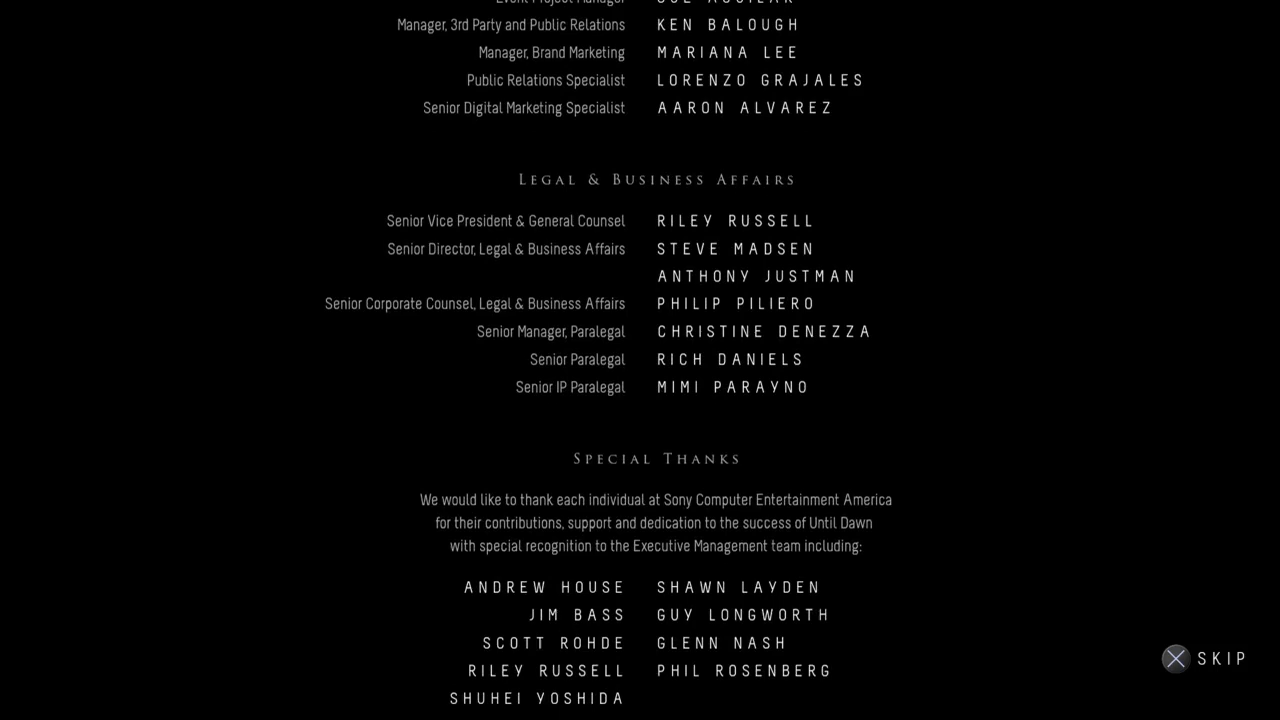 Manager, 3rd Party and Public Relations KEN BALOUGH
Manager, Brand Marketing MARIANA LEE
Public Relations Specialist LORENZO GRAJALES
Senior Digital Marketing Specialist AARON ALVAREZ
LEGAL & BUSINESS AFFAIRS
Senior Vice President & General Counsel RILEY RUSSELL
Senior Director, Legal & Business Affairs STEVE MADSEN
ANTHONY JUSTMAN
Senior Corporate Counsel, Legal & Business Affairs PHILIP PILIERO
Senior Manager, Paralegal CHRISTINE DENEZZA
Senior Paralegal RICH DANIELS
Senior IP Paralegal MIMI PARAYNO
SPECIAL THANKS
We would like to thank each individual at Sony Computer Entertainment America
for their contributions, support and dedication to the success of Until Dawn
with special recognition to the Executive Management team including:
ANDREW HOUSE SHAWN LAYDEN
JIM BASS GUY LONGWORTH
SCOTT ROHDE GLENN NASH
RILEY RUSSELL PHIL ROSENBERG
SHUHEI YOSHIDA
SKIP